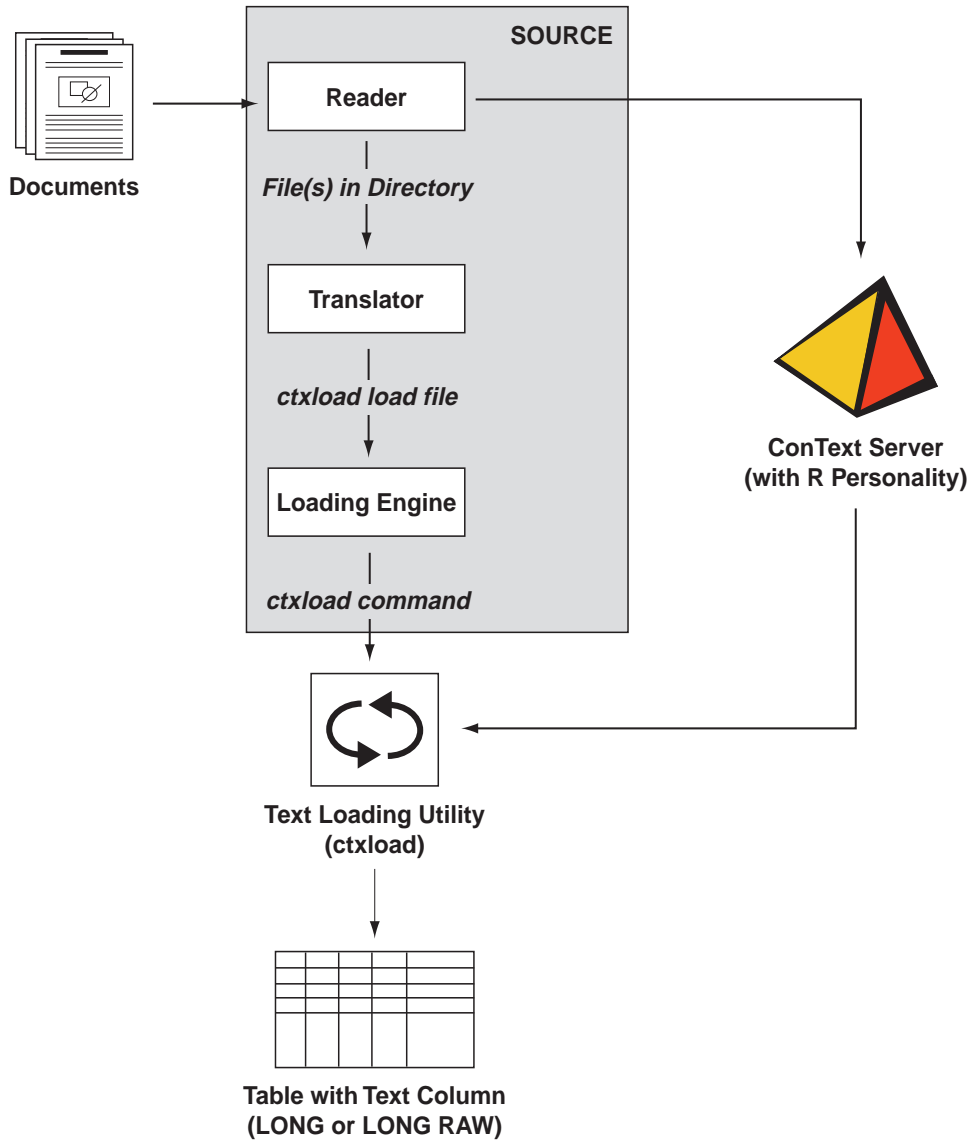 SOURCE
Reader
Documents
File(s) in Directory
Translator
ctxload load file
ConText Server
(with R Personality)
Loading Engine
ctxload command
Text Loading Utility
(ctxload)
Table with Text Column
(LONG or LONG RAW)